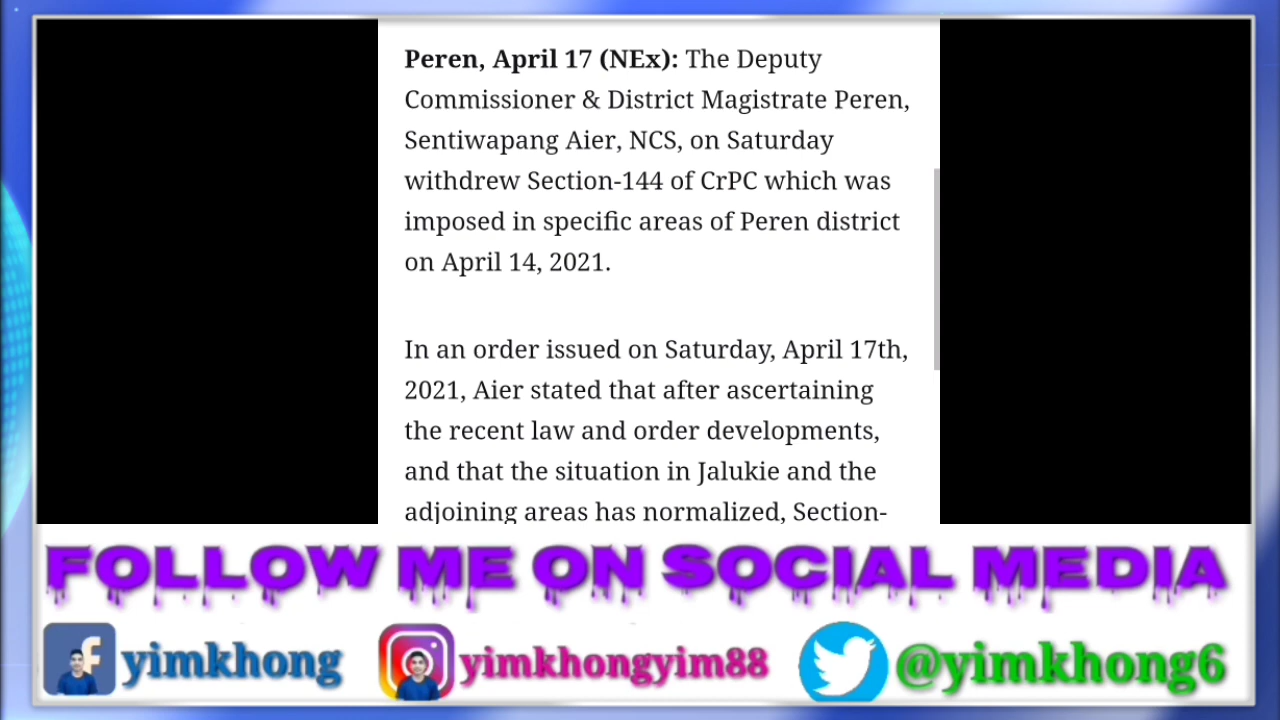 Peren, April 17 (NEx): The Deputy
Commissioner & District Magistrate Peren,
Sentiwapang Aier, NCS, on Saturday
withdrew Section-144 of CrPC which was
imposed in specific areas of Peren district
on April 14, 2021.
In an order issued on Saturday, April 17th,
2021, Aier stated that after ascertaining
the recent law and order developments,
and that the situation in Jalukie and the
adjoining areas has normalized, Section-
FOLLOW ME ON SOCIAL MEDIA
yimkhong yimkhongyim88 @yimkhong6